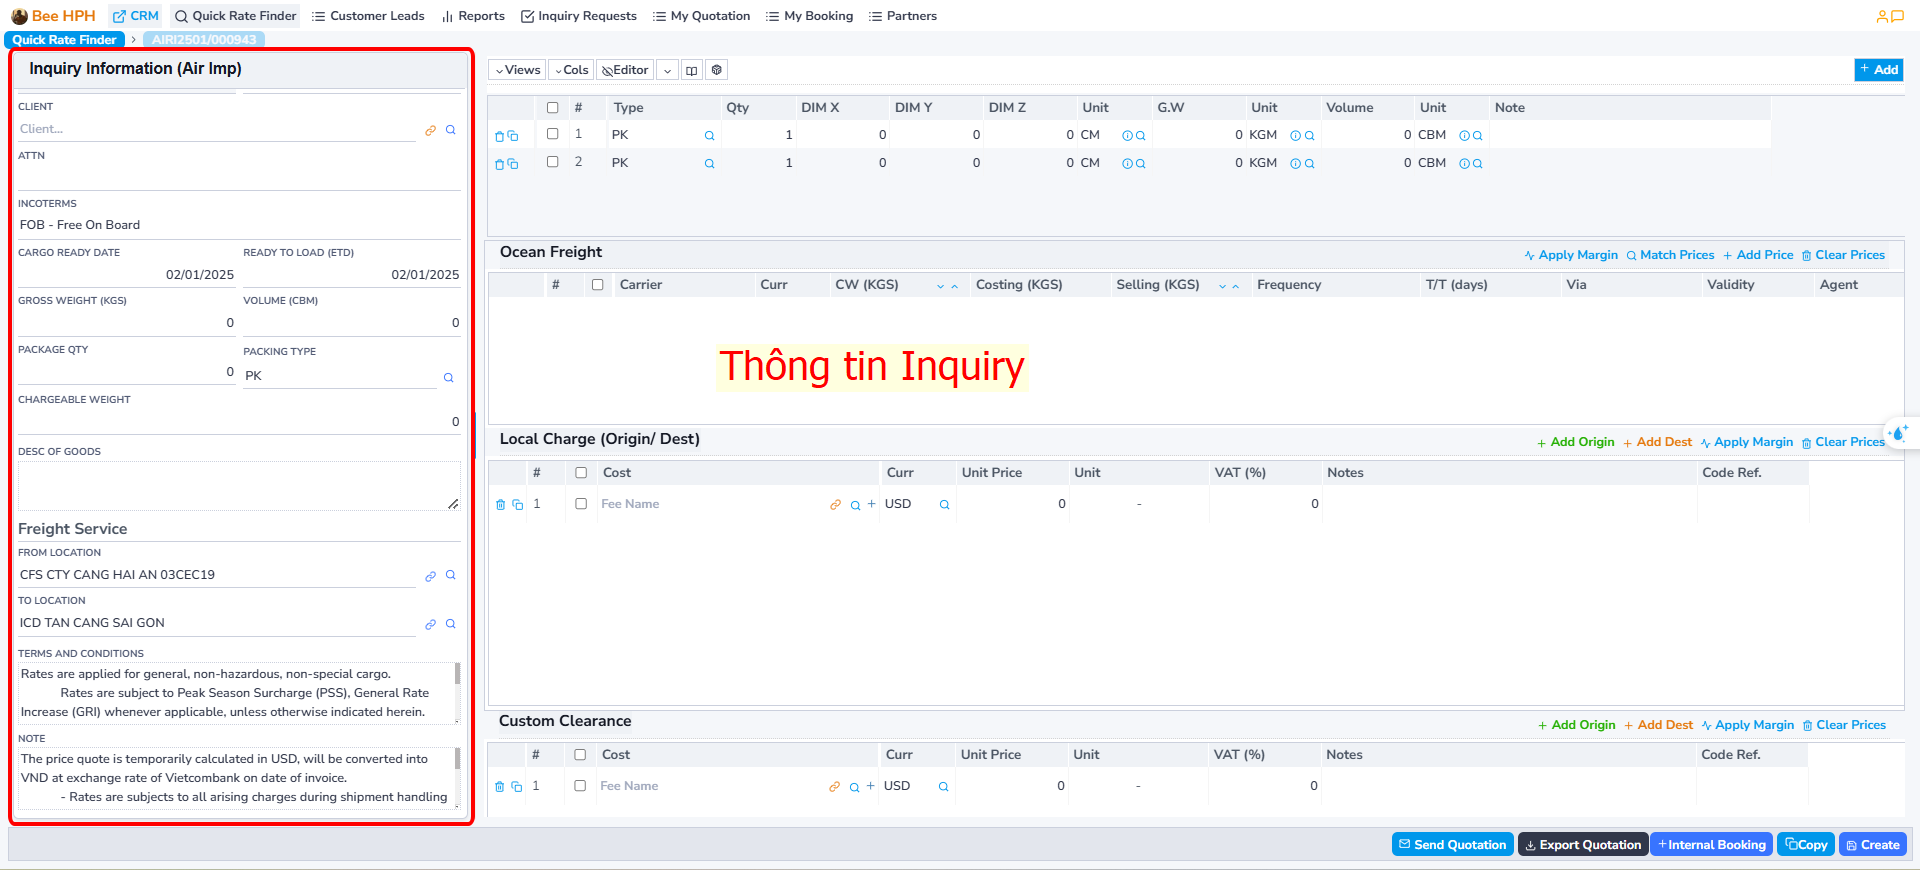 Bee HPH CRM Quick Rate Finder Customer Leads Reports Inquiry Requests My Quotation My Booking Partners
Quick Rate Finder > AIRI2501/000943
Inquiry Information (Air Imp)
CLIENT
Client...
ATTN
INCOTERMS
FOB - Free On Board
CARGO READY DATE READY TO LOAD (ETD)
02/01/2025 02/01/2025
GROSS WEIGHT (KGS) VOLUME (CBM)
0 0
PACKAGE QTY PACKING TYPE
0 PK
CHARGEABLE WEIGHT
0
DESC OF GOODS
Freight Service
FROM LOCATION
CFS CTY CANG HAI AN 03CEC19
TO LOCATION
ICD TAN CANG SAI GON
TERMS AND CONDITIONS
Rates are applied for general, non-hazardous, non-special cargo.
Rates are subject to Peak Season Surcharge (PSS), General Rate
Increase (GRI) whenever applicable, unless otherwise indicated herein.
NOTE
The price quote is temporarily calculated in USD, will be converted into
VND at exchange rate of Vietcombank on date of invoice.
- Rates are subjects to all arising charges during shipment handling
Views Cols Editor + Add
# Type Qty DIM X DIM Y DIM Z Unit G.W Unit Volume Unit Note
1 PK 1 0 0 0 CM 0 KGM 0 CBM
2 PK 1 0 0 0 CM 0 KGM 0 CBM
Ocean Freight Apply Margin Match Prices + Add Price Clear Prices
# Carrier Curr CW (KGS) Costing (KGS) Selling (KGS) Frequency T/T (days) Via Validity Agent
Thông tin Inquiry
Local Charge (Origin/ Dest) + Add Origin + Add Dest Apply Margin Clear Prices
# Cost Curr Unit Price Unit VAT (%) Notes Code Ref.
1 Fee Name + USD 0 - 0
Custom Clearance + Add Origin + Add Dest Apply Margin Clear Prices
# Cost Curr Unit Price Unit VAT (%) Notes Code Ref.
1 Fee Name + USD 0 - 0
Send Quotation Export Quotation + Internal Booking Copy Create